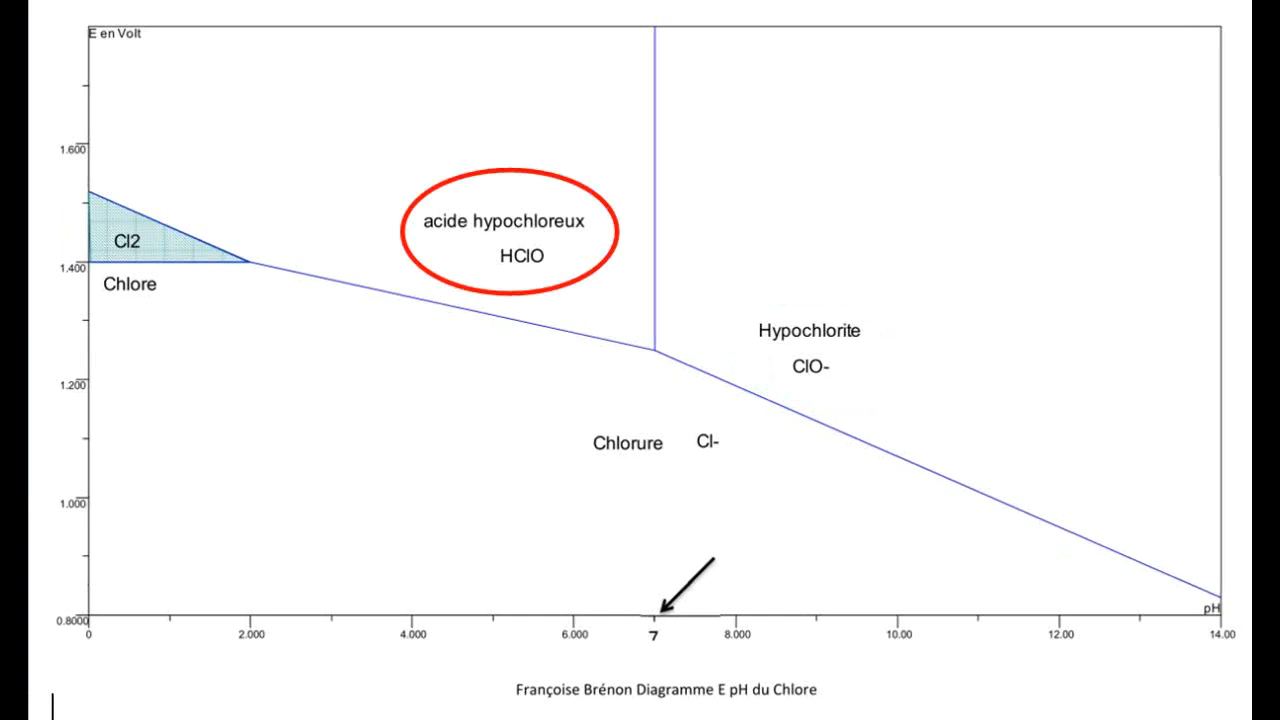 E en Volt
1.600
acide hypochloreux
Cl2
HClO
1.400
Chlore
Hypochlorite
ClO-
1.200
Chlorure Cl-
1.000
pH
0.8000
0 2.000 4.000 6.000 7 8.000 10.00 12.00 14.00
Françoise Brénon Diagramme E pH du Chlore